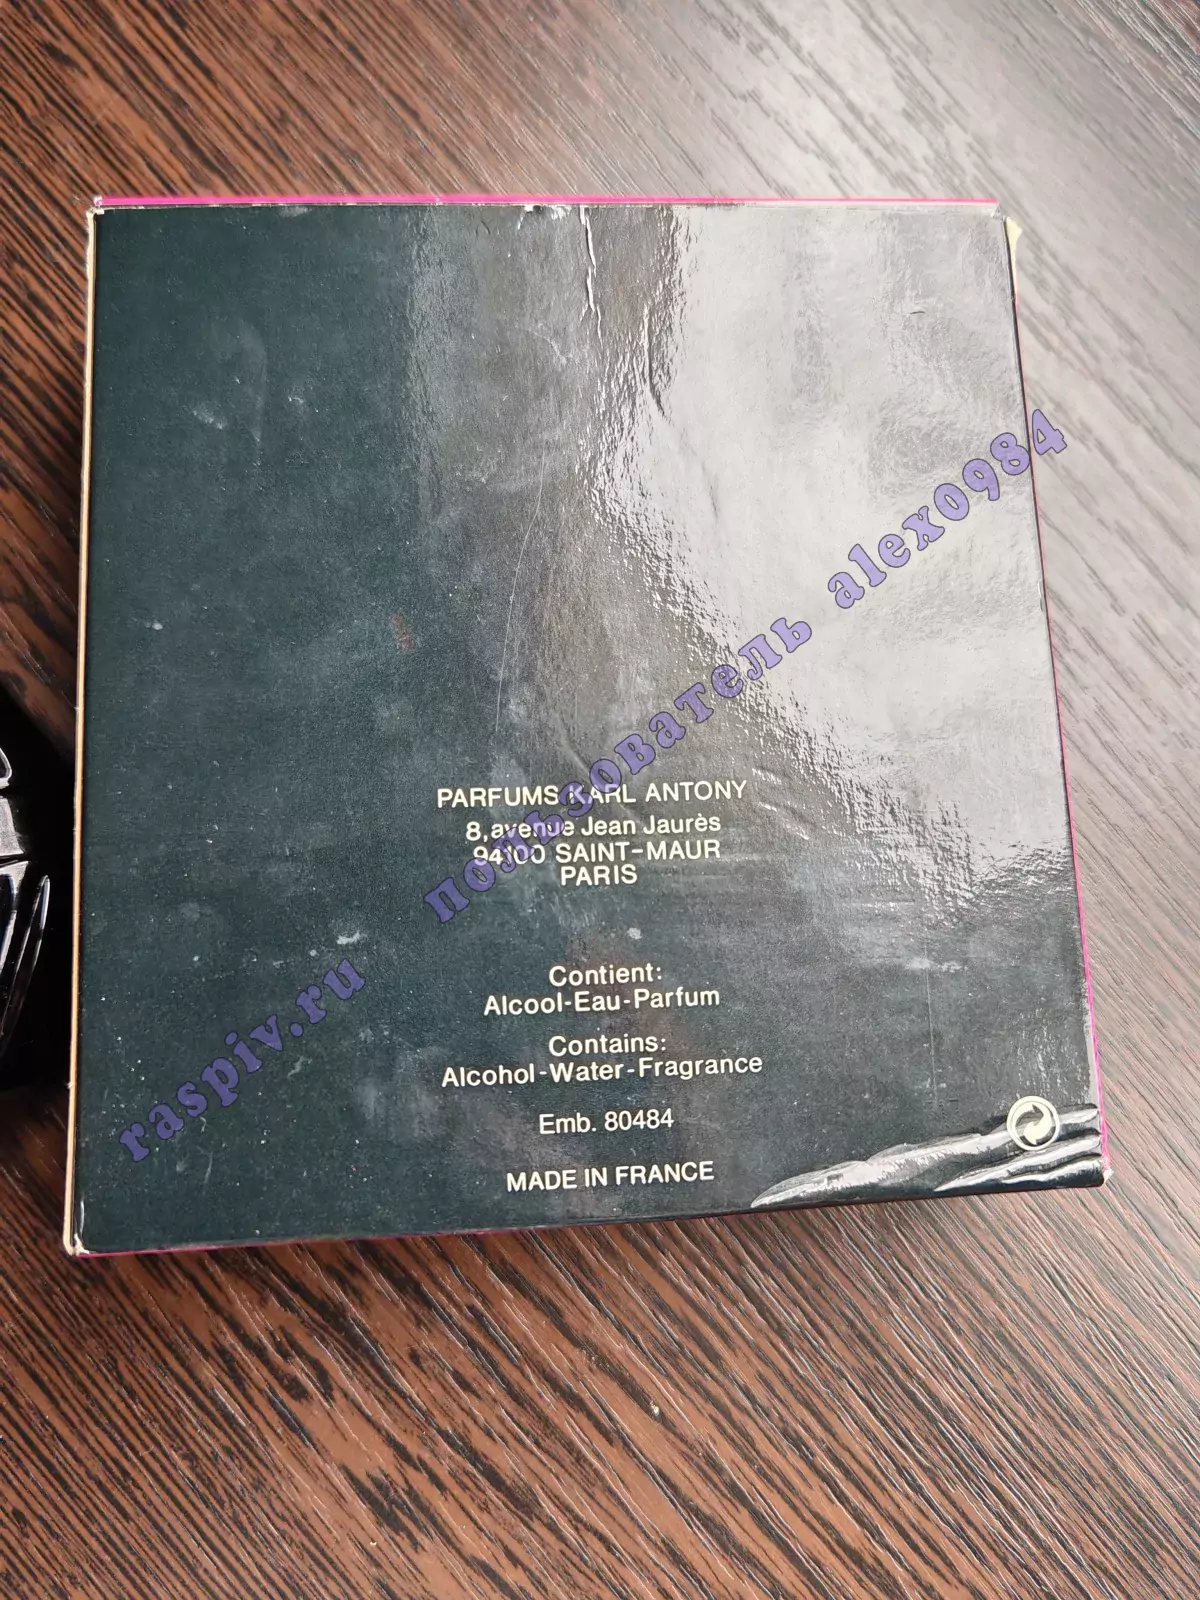 PARFUMS KARL ANTONY
8,avenue Jean Jaurès
94100 SAINT-MAUR
PARIS
Contient:
Alcool-Eau-Parfum
Contains:
Alcohol-Water-Fragrance
Emb. 80484
MADE IN FRANCE
raspiv.ru пользователь alex0984